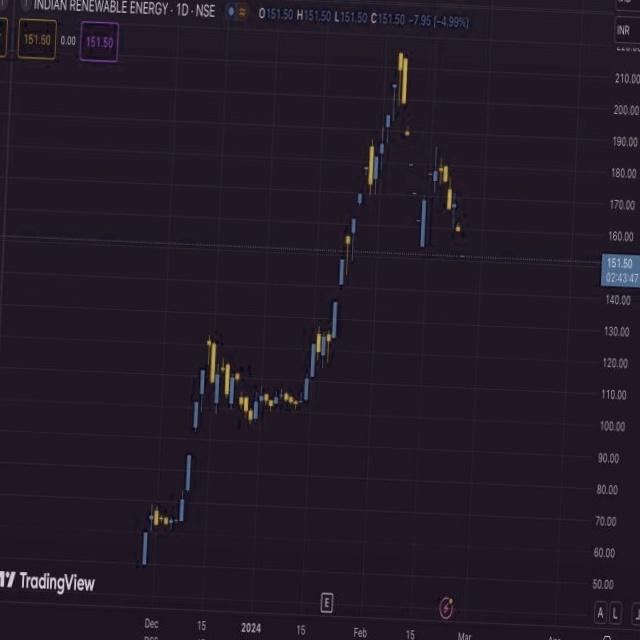 INDIAN RENEWABLE ENERGY · 1D · NSE O151.50 H151.50 L151.50 C151.50 −7.95 (−4.99%)
INR
151.50 0.00 151.50
210.00
200.00
190.00
180.00
170.00
160.00
151.50
02:43:47
140.00
130.00
120.00
110.00
100.00
90.00
80.00
70.00
60.00
50.00
TradingView
E
A L
Dec 15 2024 15 Feb 15 Mar